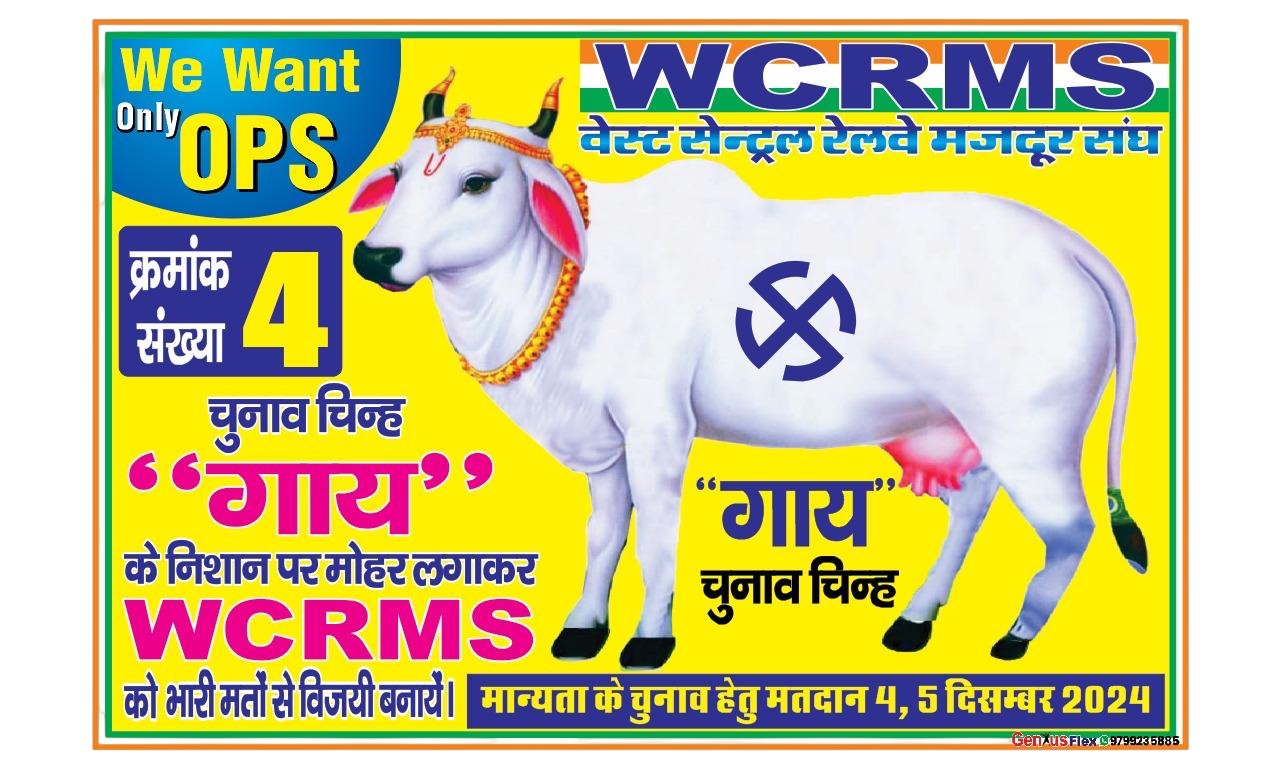 We Want
Only OPS
WCRMS
वेस्ट सेन्ट्रल रेलवे मजदूर संघ
क्रमांक
संख्या 4
चुनाव चिन्ह
“गाय”
के निशान पर मोहर लगाकर
WCRMS
को भारी मतों से विजयी बनायें।
“गाय”
चुनाव चिन्ह
मान्यता के चुनाव हेतु मतदान 4, 5 दिसम्बर 2024
Genxus Flex 9799235885